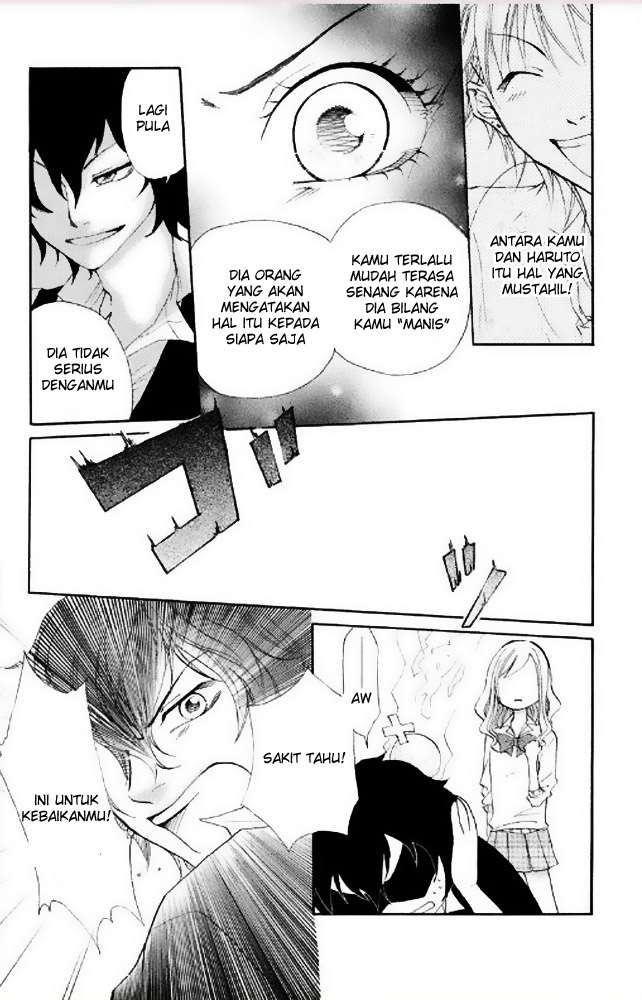 ANTARA KAMU
DAN HARUTO
ITU HAL YANG
MUSTAHIL!
KAMU TERLALU
MUDAH TERASA
SENANG KARENA
DIA BILANG
KAMU "MANIS"
DIA ORANG
YANG AKAN
MENGATAKAN
HAL ITU KEPADA
SIAPA SAJA
LAGI
PULA
DIA TIDAK
SERIUS
DENGANMU
ゴッ
AW
SAKIT TAHU!
INI UNTUK
KEBAIKANMU!